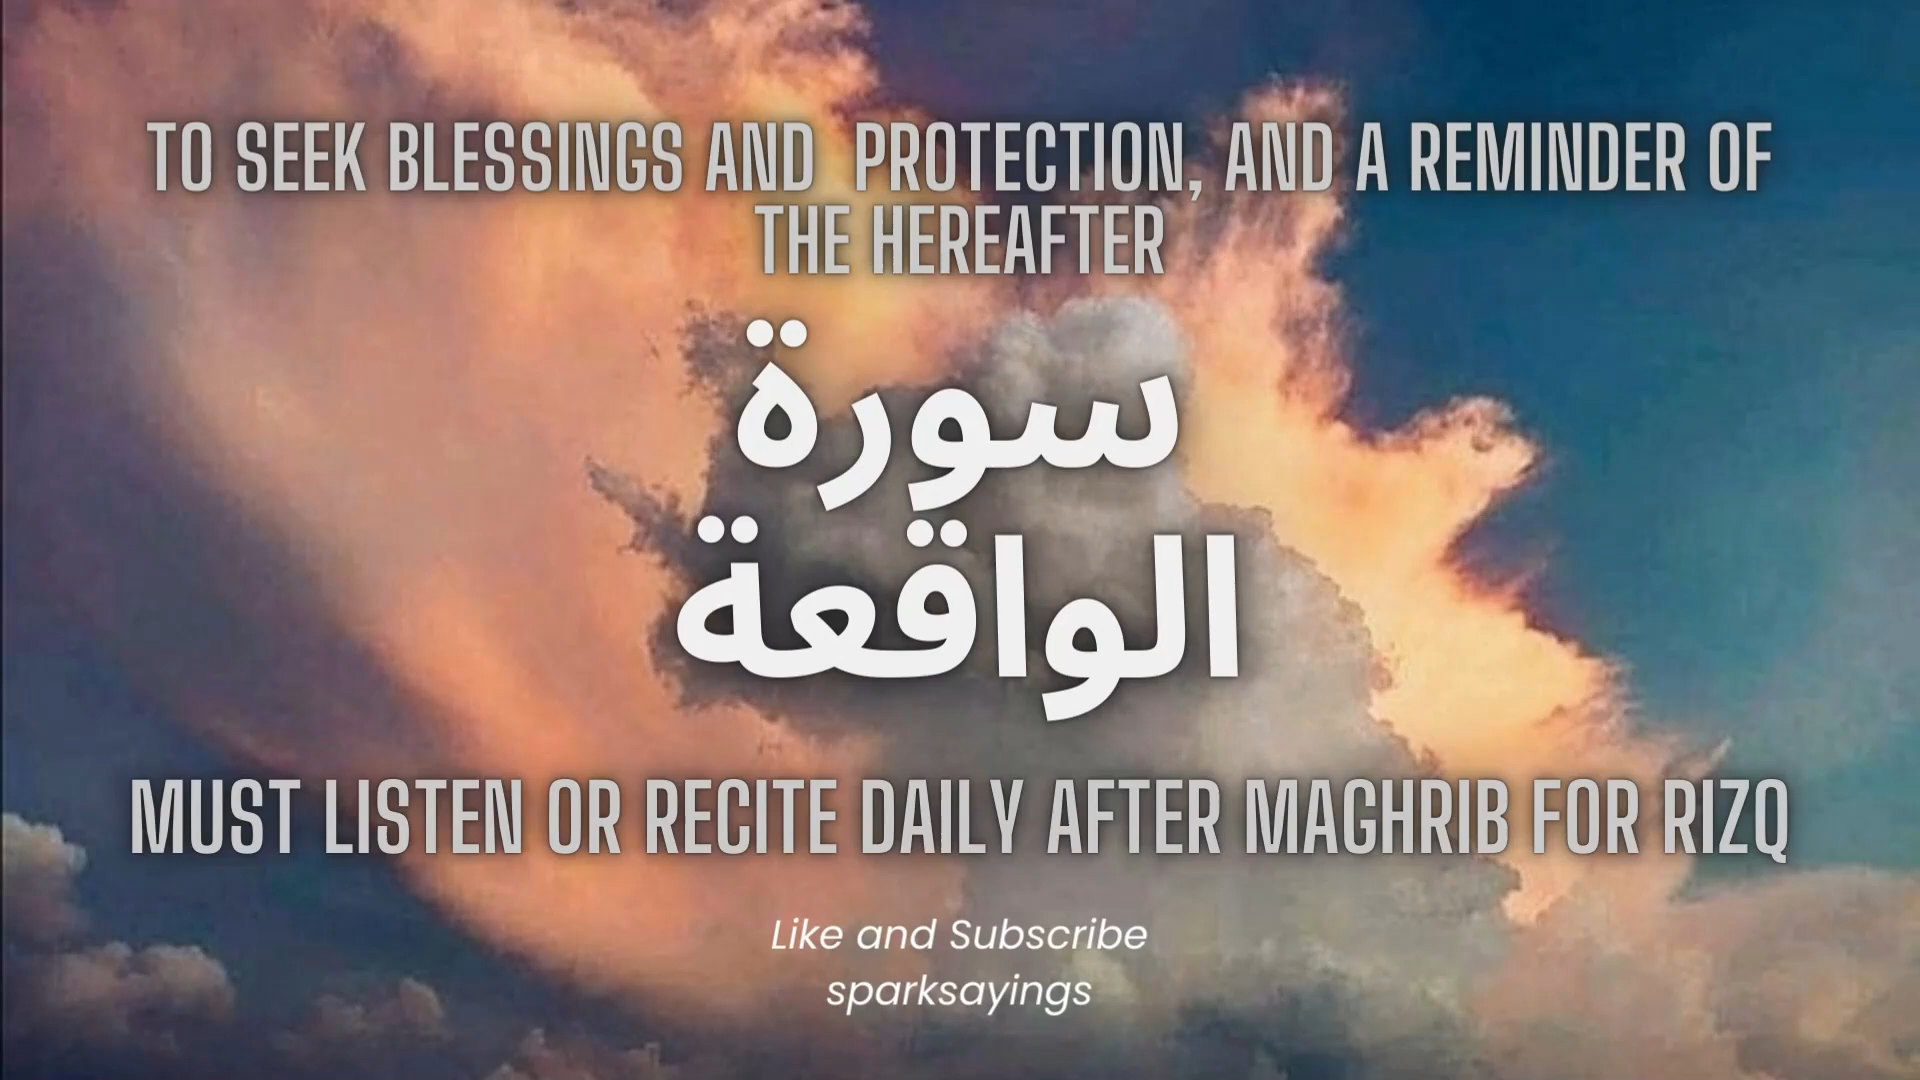 TO SEEK BLESSINGS AND PROTECTION, AND A REMINDER OF
THE HEREAFTER
سورة
الواقعة
MUST LISTEN OR RECITE DAILY AFTER MAGHRIB FOR RIZQ
Like and Subscribe
sparksayings